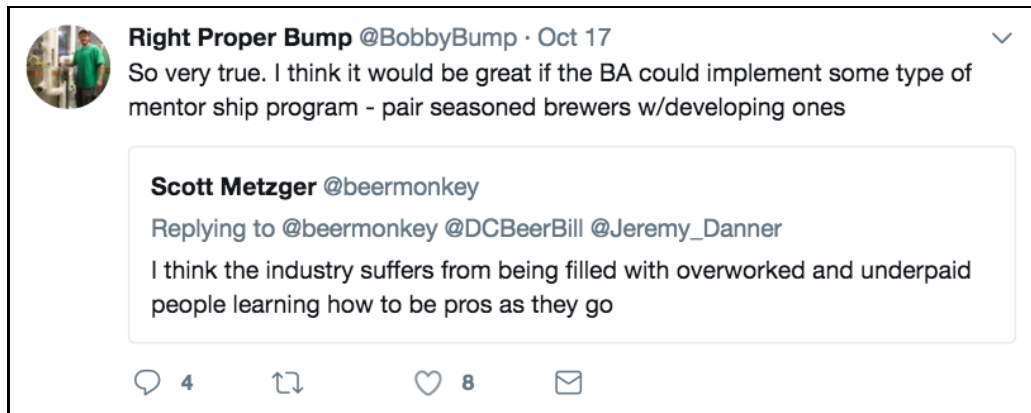 Right Proper Bump @BobbyBump · Oct 17
So very true. I think it would be great if the BA could implement some type of
mentor ship program - pair seasoned brewers w/developing ones
Scott Metzger @beermonkey
Replying to @beermonkey @DCBeerBill @Jeremy_Danner
I think the industry suffers from being filled with overworked and underpaid
people learning how to be pros as they go
4 8